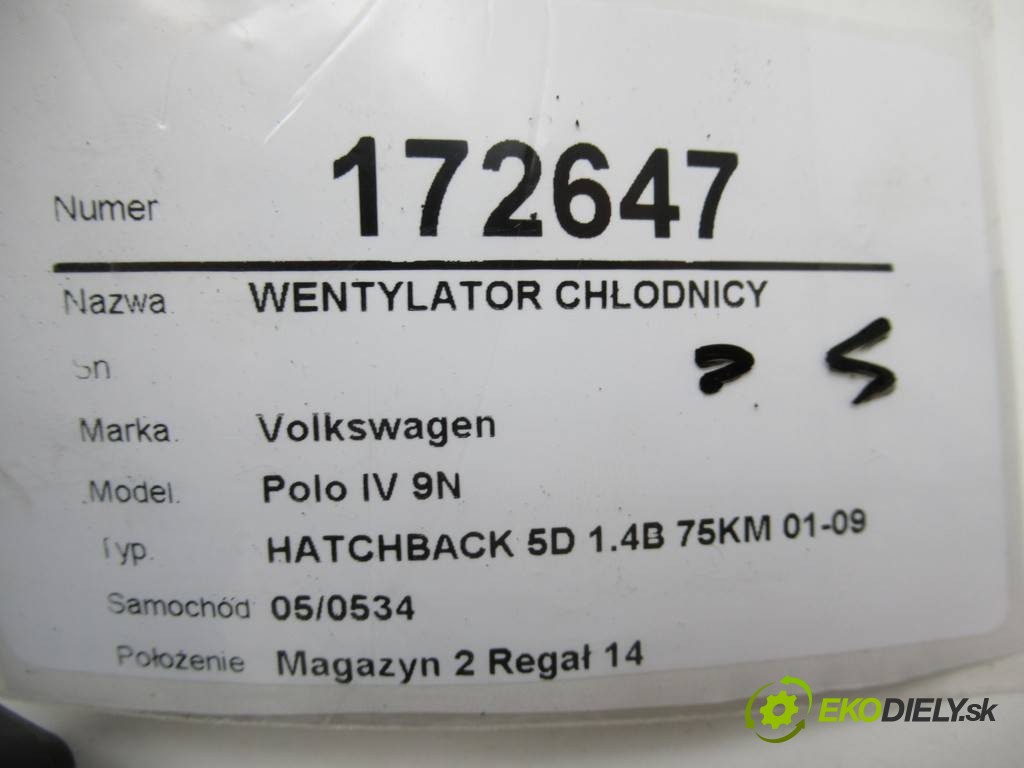 Numer 172647
Nazwa. WENTYLATOR CHŁODNICY
Sn
Marka. Volkswagen
Model. Polo IV 9N
Typ. HATCHBACK 5D 1.4B 75KM 01-09
Samochód 05/0534
Położenie Magazyn 2 Regał 14
EKODIELY.sk